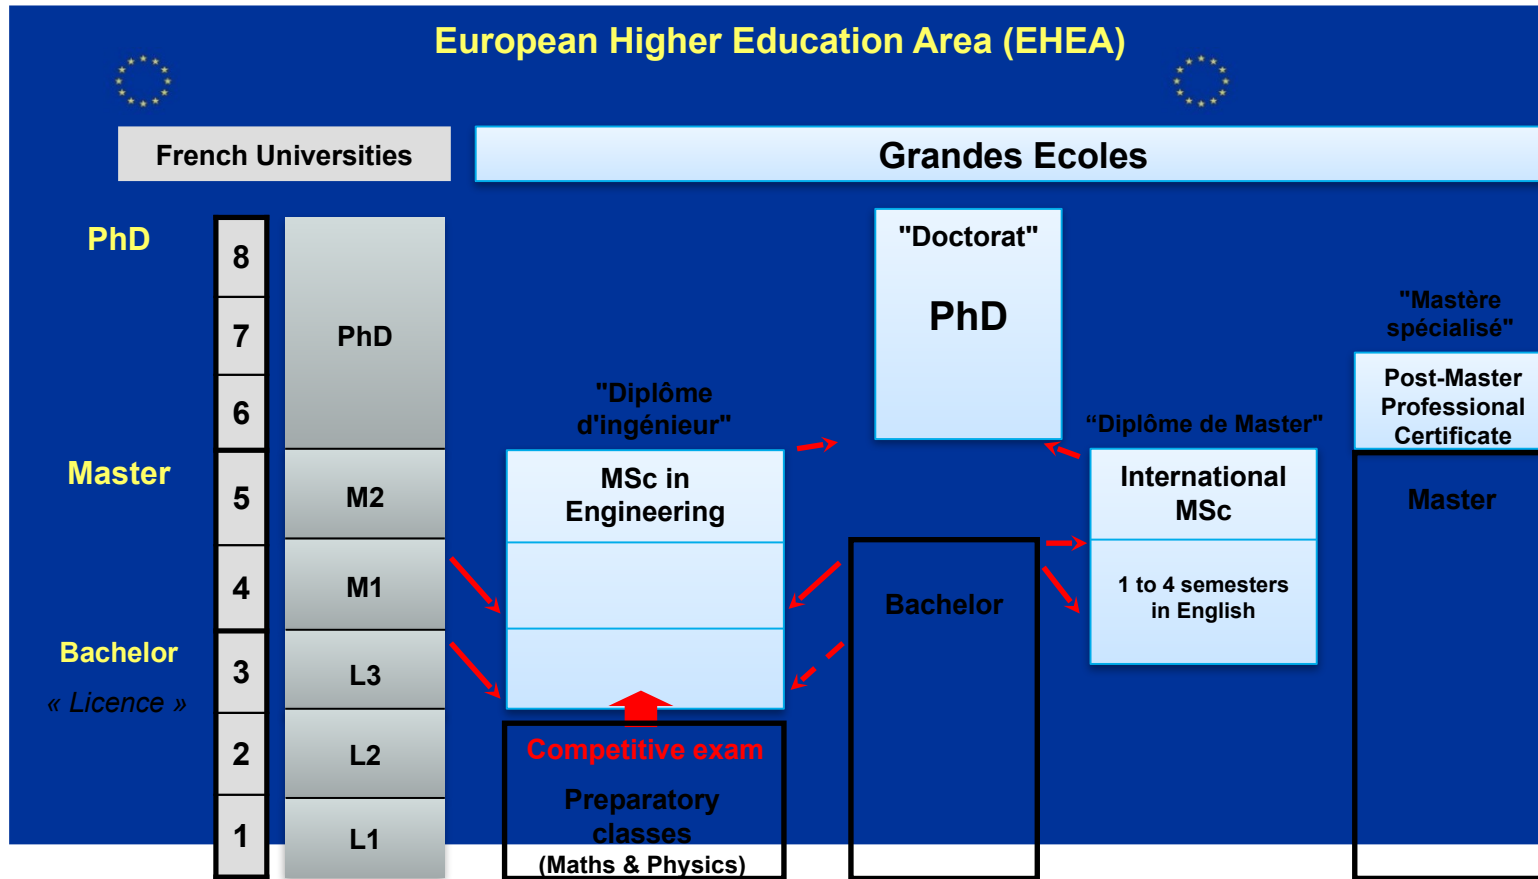 European Higher Education Area (EHEA)
French Universities
Grandes Ecoles
PhD
Master
Bachelor
« Licence »
8
7
6
5
4
3
2
1
PhD
M2
M1
L3
L2
L1
"Diplôme
d'ingénieur"
MSc in
Engineering
Competitive exam
Preparatory
classes
(Maths & Physics)
"Doctorat"
PhD
Bachelor
“Diplôme de Master"
International
MSc
1 to 4 semesters
in English
"Mastère
spécialisé"
Post-Master
Professional
Certificate
Master